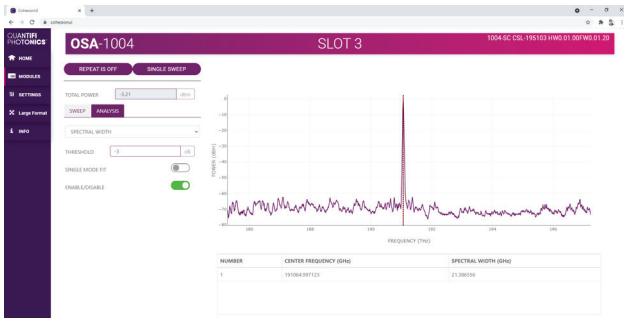 Cohesionui
cohesionui
QUANTIFI
PHOTONICS
OSA-1004
SLOT 3
1004-SC CSL-195103 HW0.01.00FW0.01.20
HOME
MODULES
SETTINGS
Large Format
INFO
REPEAT IS OFF
SINGLE SWEEP
TOTAL POWER
-3.21
dBm
SWEEP
ANALYSIS
SPECTRAL WIDTH
THRESHOLD
-3
dB
SINGLE MODE FIT
ENABLE/DISABLE
POWER (dBm)
0
-10
-20
-30
-40
-50
-60
-70
-80
186
188
190
192
194
196
FREQUENCY (THz)
NUMBER
CENTER FREQUENCY (GHz)
SPECTRAL WIDTH (GHz)
1
191064.997123
21.386556